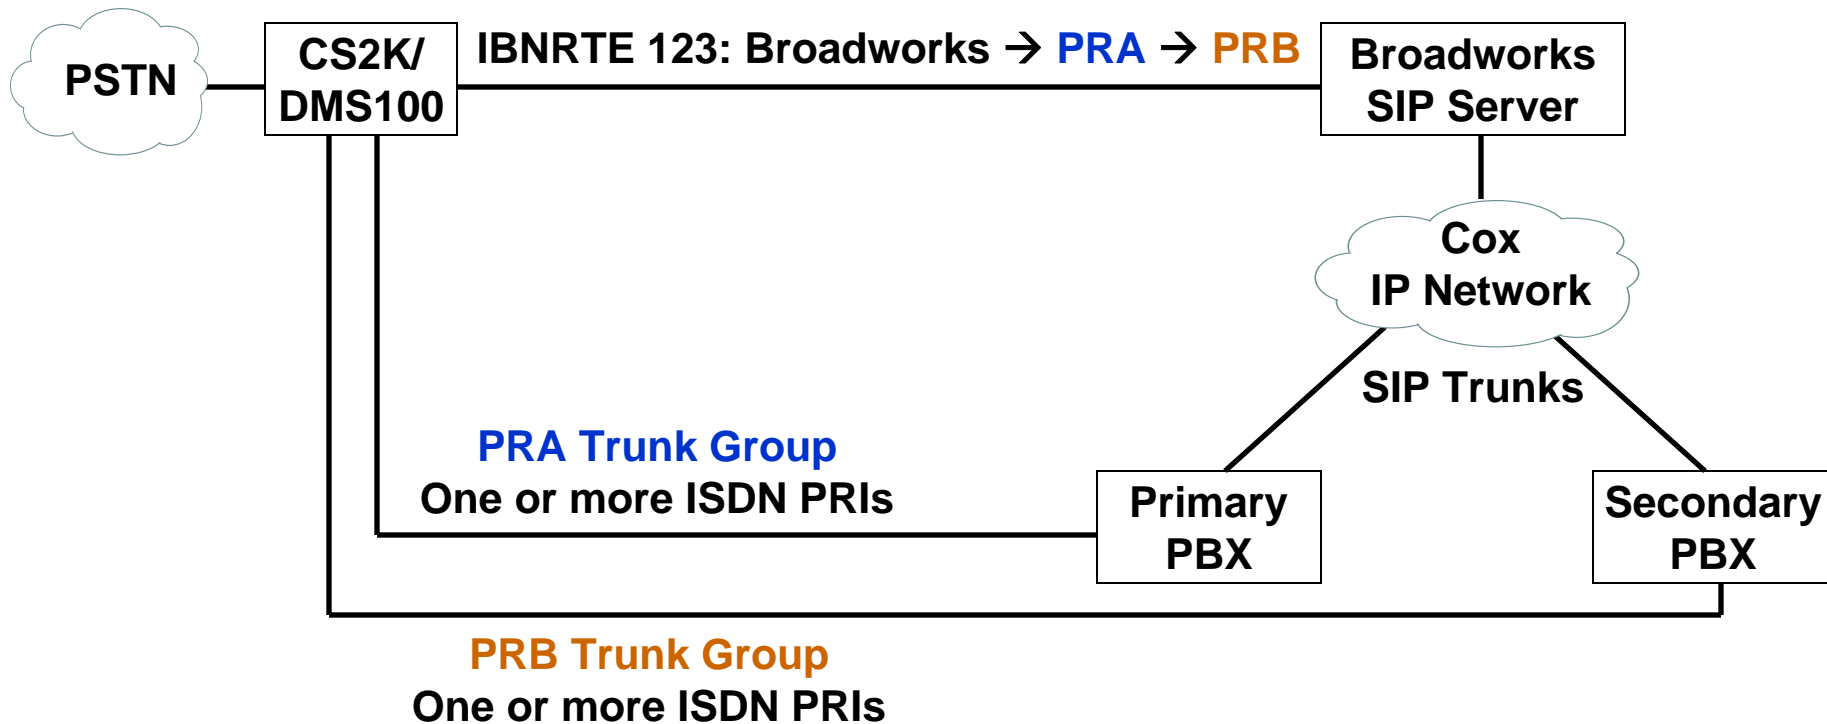 PSTN
CS2K/
DMS100
IBNRTE 123: Broadworks → PRA → PRB
Broadworks
SIP Server
Cox
IP Network
SIP Trunks
PRA Trunk Group
One or more ISDN PRIs
Primary
PBX
Secondary
PBX
PRB Trunk Group
One or more ISDN PRIs